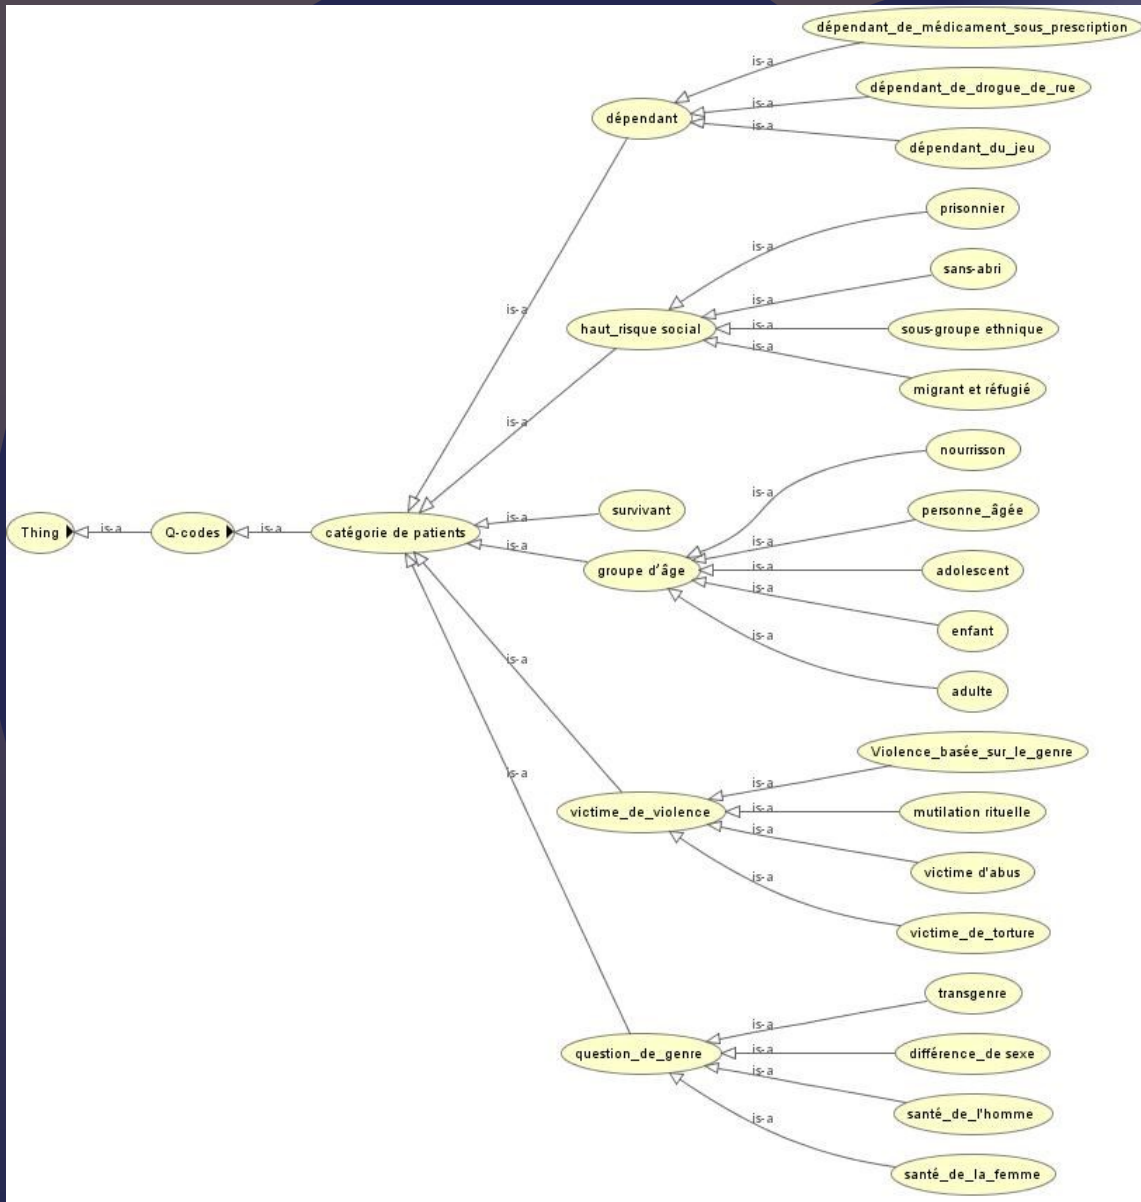 dépendant_de_médicament_sous_prescription
is-a
dépendant_de_drogue_de_rue
is-a
dépendant
is-a
dépendant_du_jeu
prisonnier
is-a
sans-abri
is-a
is-a
haut_risque social
is-a
sous-groupe ethnique
is-a
migrant et réfugié
is-a
nourrisson
is-a
survivant
is-a
personne_âgée
is-a
Thing
is-a
Q-codes
is-a
catégorie de patients
is-a
groupe d'âge
is-a
adolescent
is-a
enfant
is-a
adulte
is-a
Violence_basée_sur_le_genre
is-a
is-a
victime_de_violence
is-a
mutilation rituelle
is-a
victime d'abus
is-a
victime_de_torture
transgenre
is-a
question_de_genre
is-a
différence_de sexe
is-a
santé_de_l'homme
is-a
santé_de_la_femme